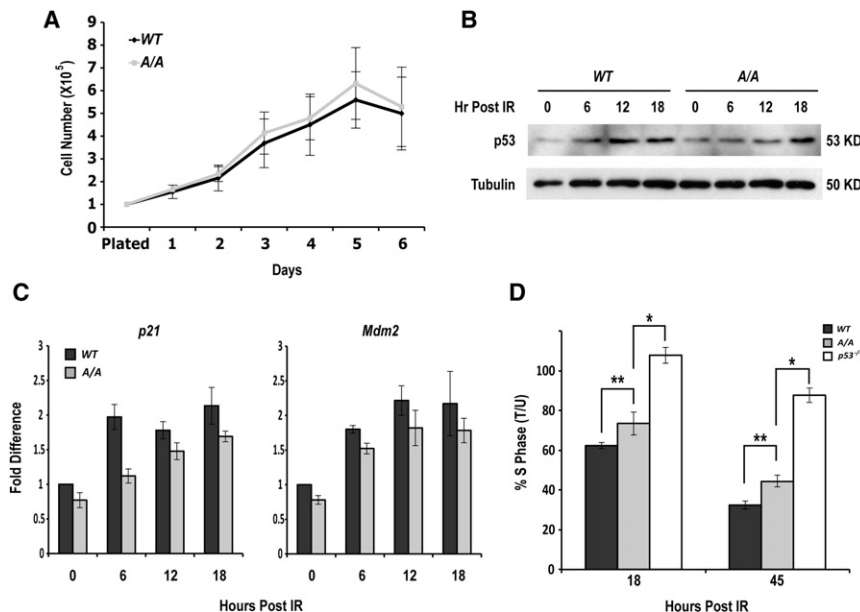 A
Cell Number (X10⁵)
9
8
7
6
5
4
3
2
1
0
WT
A/A
Plated 1 2 3 4 5 6
Days
B
WT A/A
Hr Post IR 0 6 12 18 0 6 12 18
p53 53 KD
Tubulin 50 KD
C
p21
WT
A/A
Fold Difference
3
2.5
2
1.5
1
0.5
0
0 6 12 18
Mdm2
WT
A/A
3
2.5
2
1.5
1
0.5
0
0 6 12 18
Hours Post IR
D
WT
A/A
p53⁻/⁻
% S Phase (T/U)
100
80
60
40
20
0
** *
** *
18 45
Hours Post IR